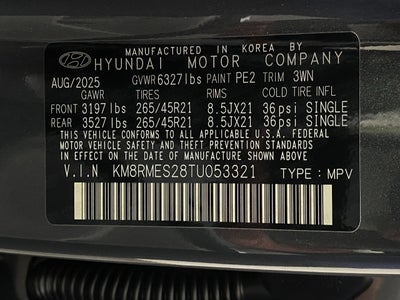 MANUFACTURED IN KOREA BY
HYUNDAI MOTOR COMPANY
AUG/2025 GVWR 6327 lbs PAINT PE2 TRIM 3WN
GAWR TIRES RIMS COLD TIRE INFL
FRONT 3197 lbs 265/45R21 8.5JX21 36psi SINGLE
REAR 3527 lbs 265/45R21 8.5JX21 36psi SINGLE
THIS VEHICLE CONFORMS TO ALL APPLICABLE U.S.A. FEDERAL
MOTOR VEHICLE SAFETY AND THEFT PREVENTION STANDARDS
IN EFFECT ON THE DATE OF MANUFACTURE SHOWN ABOVE.
V.I.N KM8RMES28TU053321 TYPE : MPV